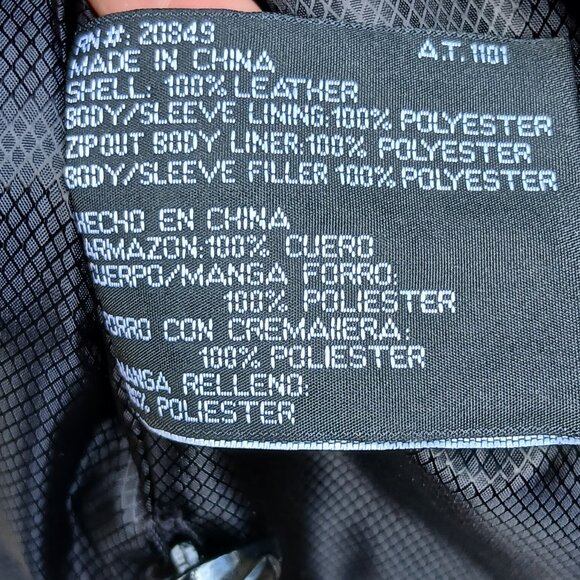 RN#: 20949 A.T. 1101
MADE IN CHINA
SHELL: 100% LEATHER
BODY/SLEEVE LINING:100% POLYESTER
ZIPOUT BODY LINER:100% POLYESTER
BODY/SLEEVE FILLER 100% POLYESTER
HECHO EN CHINA
ARMAZON:100% CUERO
CUERPO/MANGA FORRO:
100% POLIESTER
FORRO CON CREMAllERA:
100% POLIESTER
MANGA RELLENO:
POLIESTER